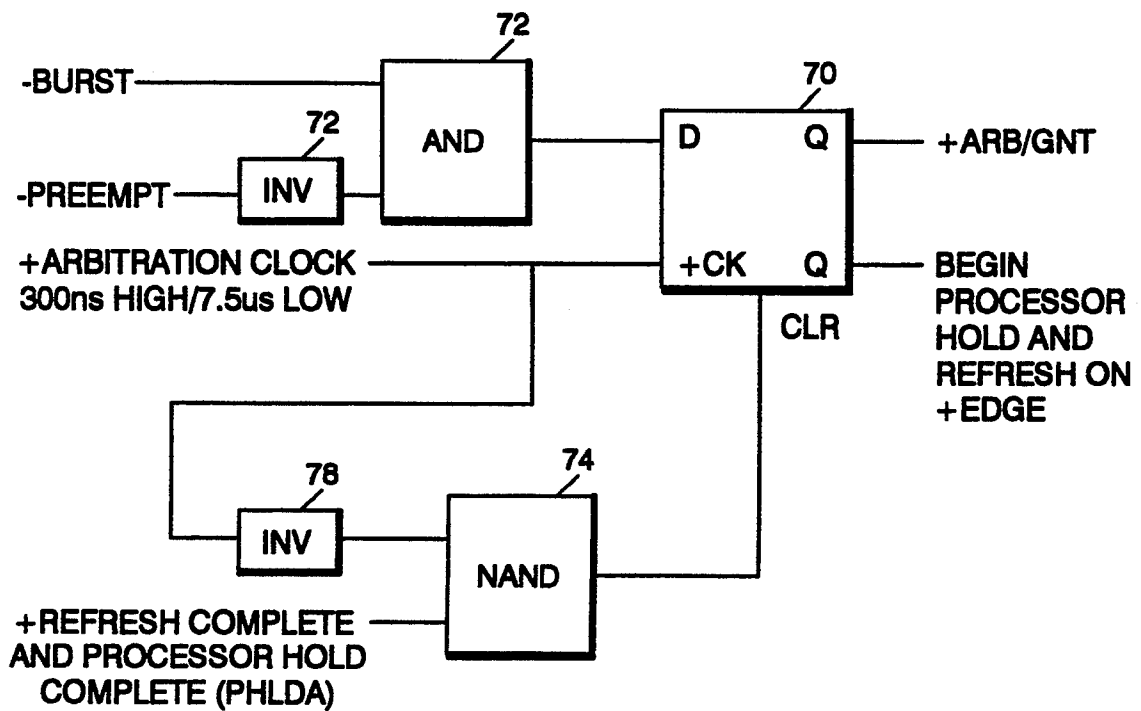 72
-BURST
AND
72
-PREEMPT
INV
70
D
Q
+ARB/GNT
+ARBITRATION CLOCK
300ns HIGH/7.5us LOW
+CK
Q
CLR
BEGIN
PROCESSOR
HOLD AND
REFRESH ON
+EDGE
78
INV
74
NAND
+REFRESH COMPLETE
AND PROCESSOR HOLD
COMPLETE (PHLDA)